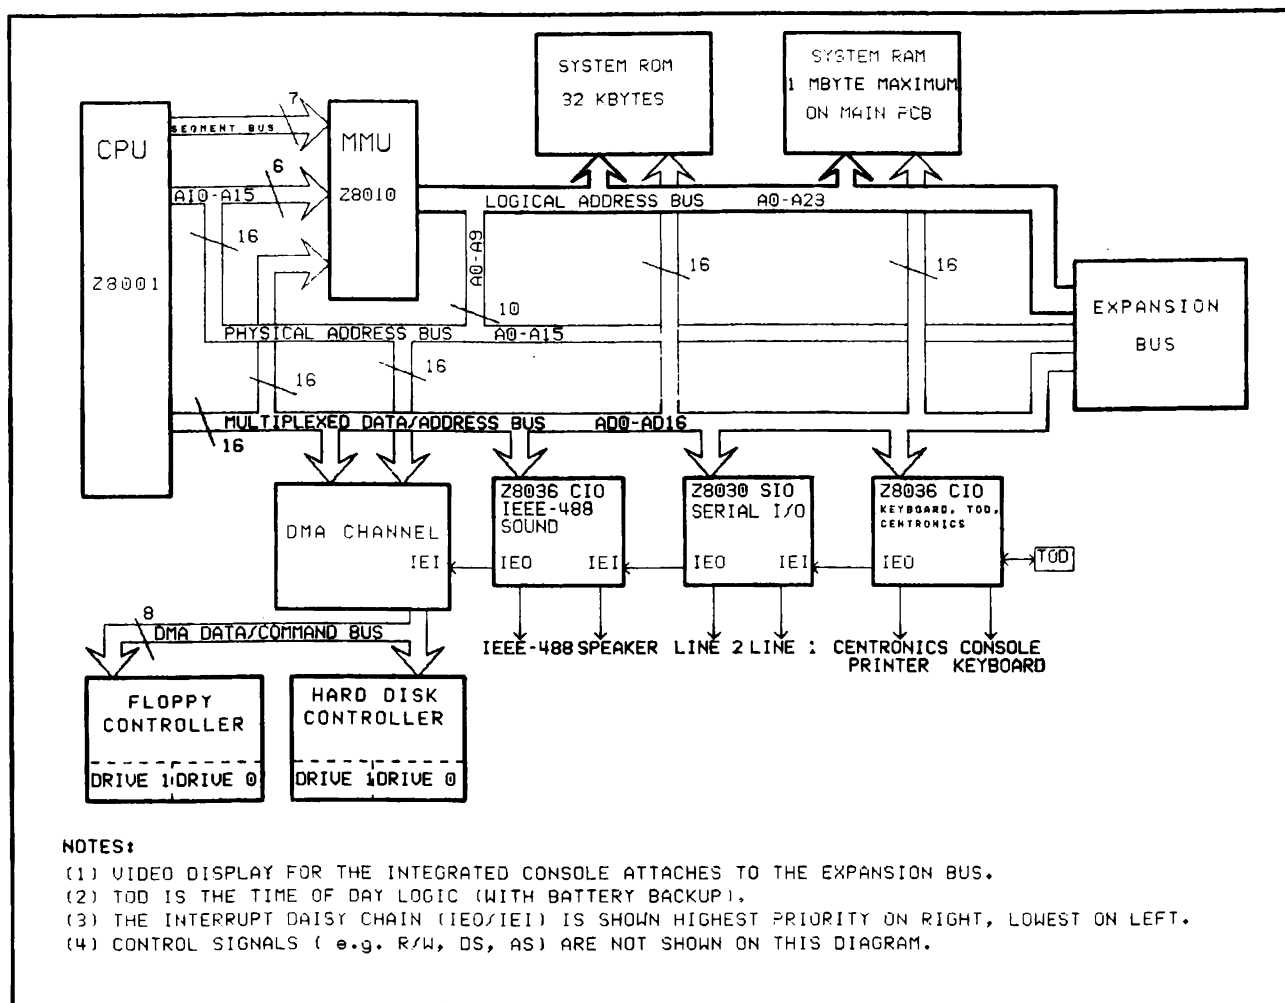 SYSTEM ROM
32 KBYTES
SYSTEM RAM
1 MBYTE MAXIMUM
ON MAIN PCB
CPU
Z8001
7
SEGMENT BUS
MMU
Z8010
6
A10-A15
LOGICAL ADDRESS BUS A0-A23
16
A0-A9
16
16
10
PHYSICAL ADDRESS BUS A0-A15
EXPANSION
BUS
16
16
MULTIPLEXED DATA/ADDRESS BUS AD0-AD16
16
DMA CHANNEL
IEI
Z8036 CIO
IEEE-488
SOUND
IEO IEI
Z8030 SIO
SERIAL I/O
IEO IEI
Z8036 CIO
KEYBOARD, TOD,
CENTRONICS
IEO
TOD
8
DMA DATA/COMMAND BUS
IEEE-488 SPEAKER LINE 2 LINE 1 CENTRONICS CONSOLE
PRINTER KEYBOARD
FLOPPY
CONTROLLER
DRIVE 1 DRIVE 0
HARD DISK
CONTROLLER
DRIVE 1 DRIVE 0
NOTES:
(1) VIDEO DISPLAY FOR THE INTEGRATED CONSOLE ATTACHES TO THE EXPANSION BUS.
(2) TOD IS THE TIME OF DAY LOGIC (WITH BATTERY BACKUP).
(3) THE INTERRUPT DAISY CHAIN (IEO/IEI) IS SHOWN HIGHEST PRIORITY ON RIGHT, LOWEST ON LEFT.
(4) CONTROL SIGNALS ( e.g. R/W, DS, AS) ARE NOT SHOWN ON THIS DIAGRAM.